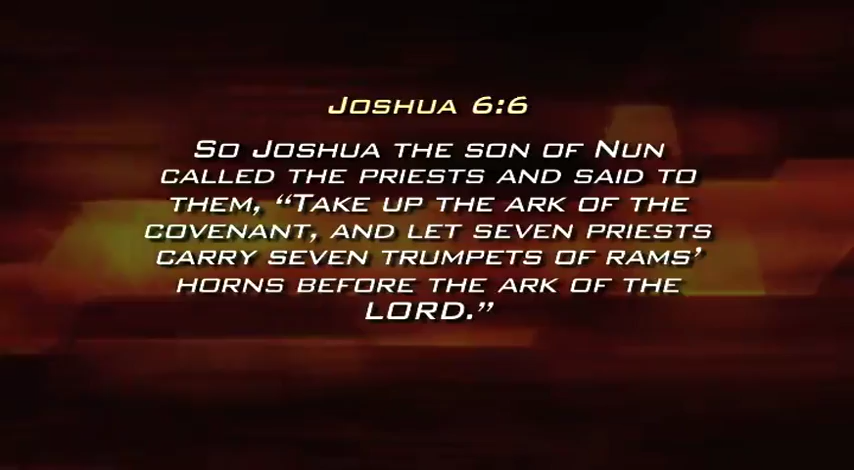 Joshua 6:6
So Joshua the son of Nun
called the priests and said to
them, “Take up the ark of the
covenant, and let seven priests
carry seven trumpets of rams’
horns before the ark of the
LORD.”